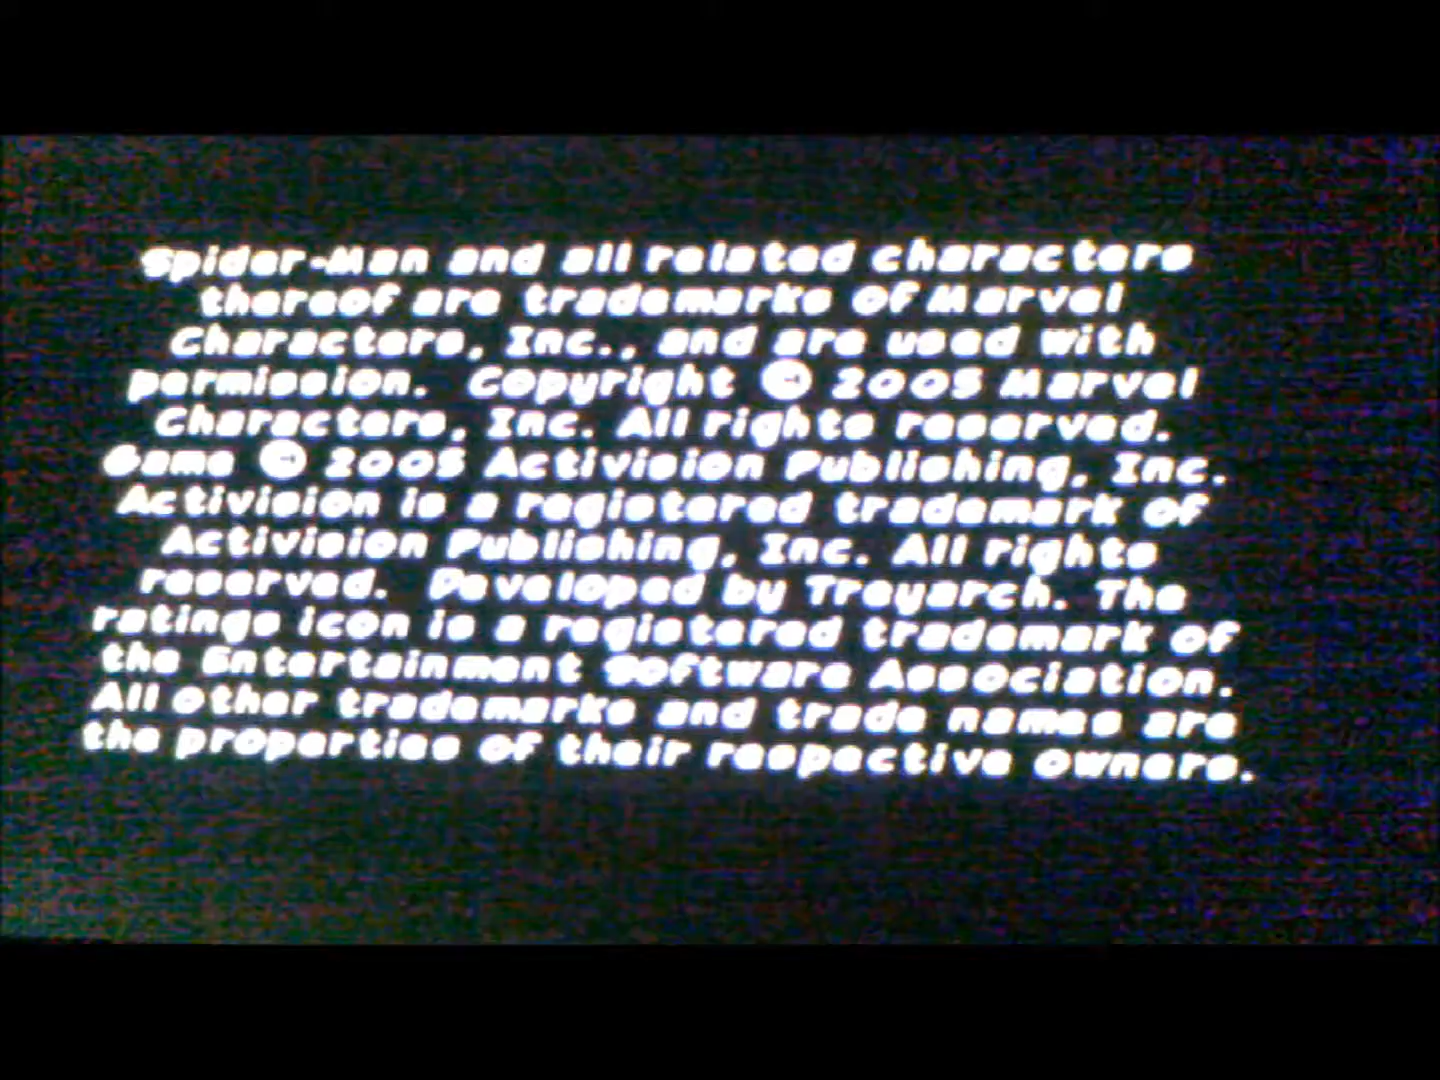 Spider-Man and all related characters
thereof are trademarks of Marvel
Characters, Inc., and are used with
permission. Copyright © 2005 Marvel
Characters, Inc. All rights reserved.
Game © 2005 Activision Publishing, Inc.
Activision is a registered trademark of
Activision Publishing, Inc. All rights
reserved. Developed by Treyarch. The
ratings icon is a registered trademark of
the Entertainment Software Association.
All other trademarks and trade names are
the properties of their respective owners.